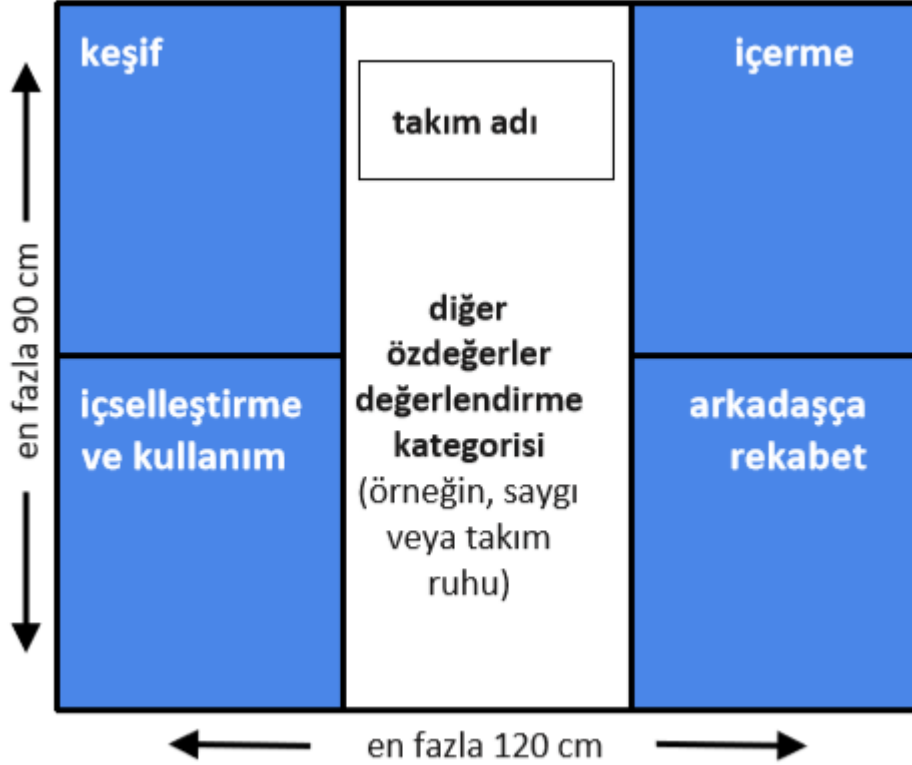 keşif
içerme
takım adı
diğer
özdeğerler
değerlendirme
kategorisi
(örneğin, saygı
veya takım
ruhu)
içselleştirme
ve kullanım
arkadaşça
rekabet
en fazla 90 cm
en fazla 120 cm